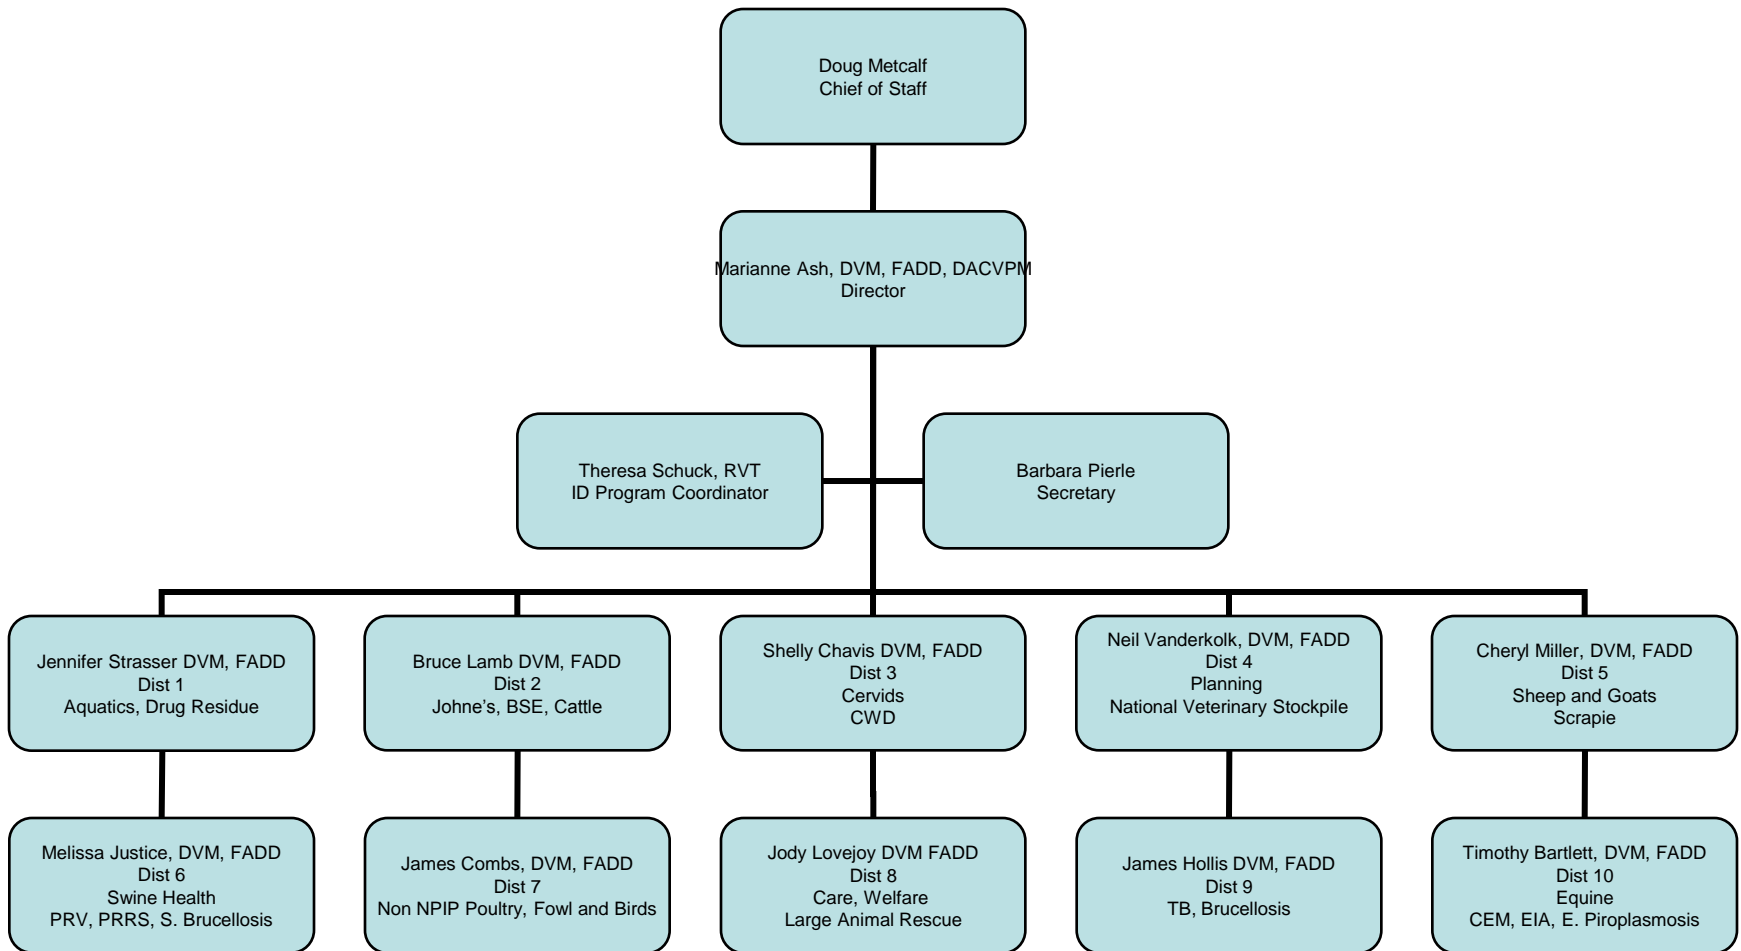 Doug Metcalf
Chief of Staff
Marianne Ash, DVM, FADD, DACVPM
Director
Theresa Schuck, RVT
ID Program Coordinator
Barbara Pierle
Secretary
Jennifer Strasser DVM, FADD
Dist 1
Aquatics, Drug Residue
Bruce Lamb DVM, FADD
Dist 2
Johne's, BSE, Cattle
Shelly Chavis DVM, FADD
Dist 3
Cervids
CWD
Neil Vanderkolk, DVM, FADD
Dist 4
Planning
National Veterinary Stockpile
Cheryl Miller, DVM, FADD
Dist 5
Sheep and Goats
Scrapie
Melissa Justice, DVM, FADD
Dist 6
Swine Health
PRV, PRRS, S. Brucellosis
James Combs, DVM, FADD
Dist 7
Non NPIP Poultry, Fowl and Birds
Jody Lovejoy DVM FADD
Dist 8
Care, Welfare
Large Animal Rescue
James Hollis DVM, FADD
Dist 9
TB, Brucellosis
Timothy Bartlett, DVM, FADD
Dist 10
Equine
CEM, EIA, E. Piroplasmosis